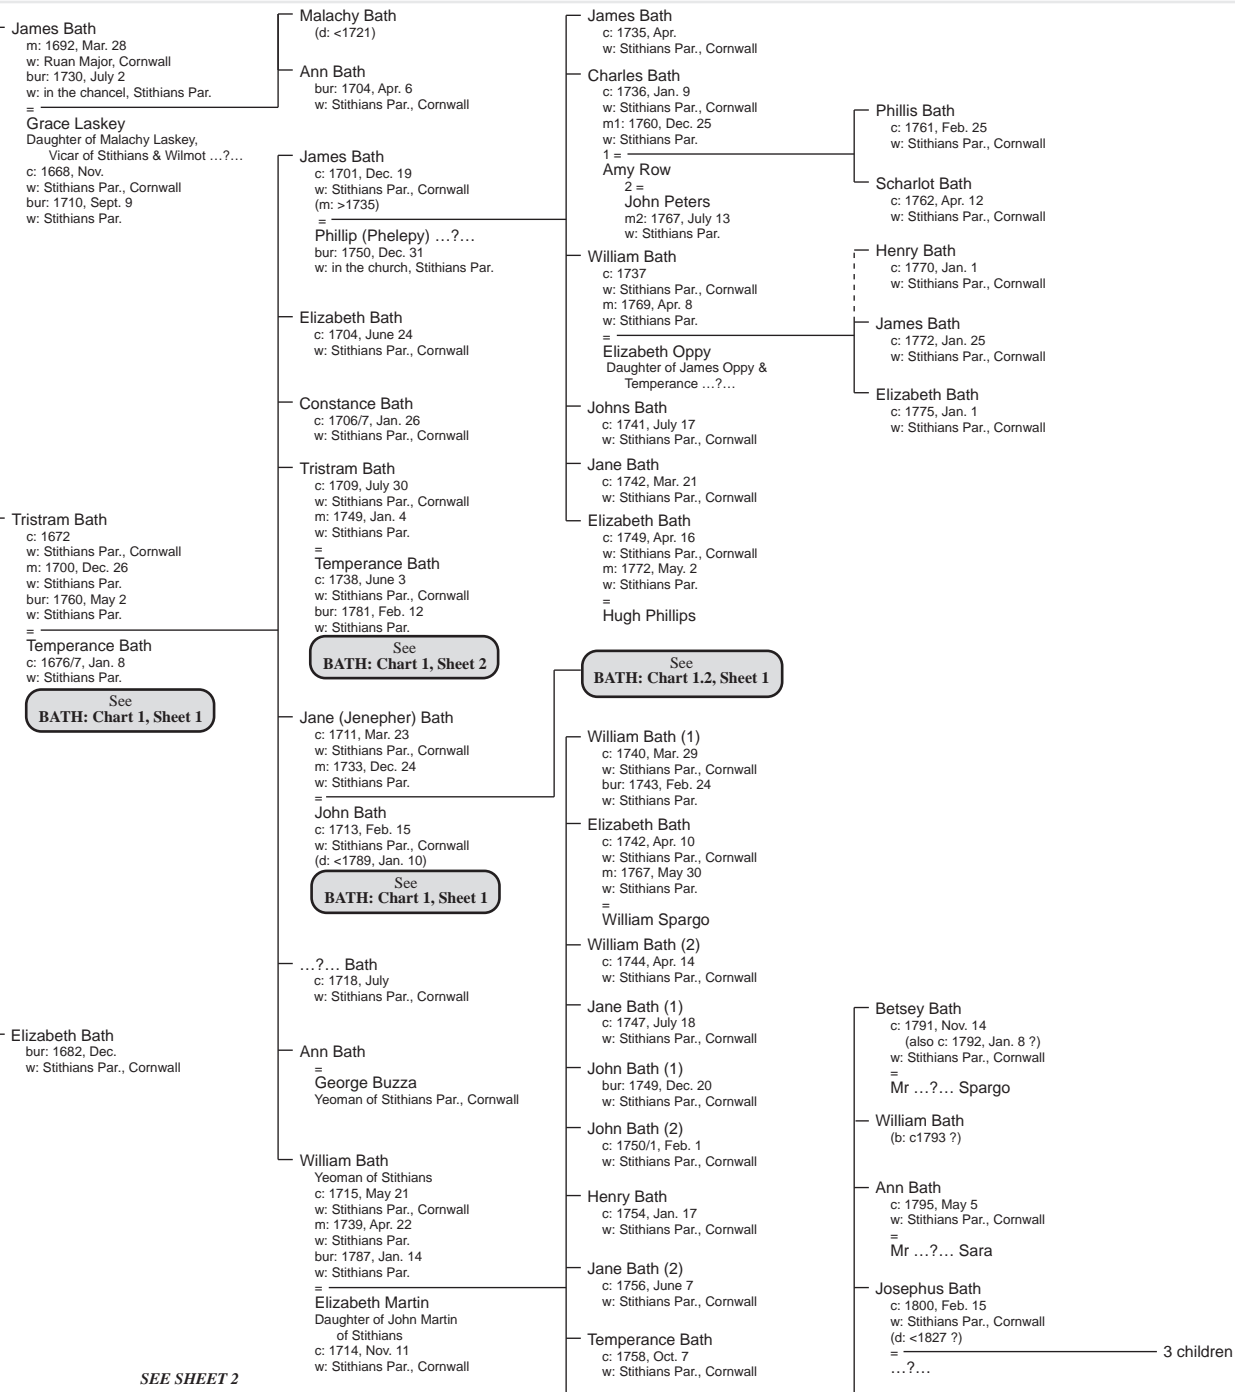 James Bath
m: 1692, Mar. 28
w: Ruan Major, Cornwall
bur: 1730, July 2
w: in the chancel, Stithians Par.
=
Grace Laskey
Daughter of Malachy Laskey,
Vicar of Stithians & Wilmot …?…
c: 1668, Nov.
w: Stithians Par., Cornwall
bur: 1710, Sept. 9
w: Stithians Par.
Tristram Bath
c: 1672
w: Stithians Par., Cornwall
m: 1700, Dec. 26
w: Stithians Par.
bur: 1760, May 2
w: Stithians Par.
=
Temperance Bath
c: 1676/7, Jan. 8
w: Stithians Par.
See
BATH: Chart 1, Sheet 1
Elizabeth Bath
bur: 1682, Dec.
w: Stithians Par., Cornwall
SEE SHEET 2
Malachy Bath
(d: <1721)
Ann Bath
bur: 1704, Apr. 6
w: Stithians Par., Cornwall
James Bath
c: 1701, Dec. 19
w: Stithians Par., Cornwall
(m: >1735)
=
Phillip (Phelepy) …?…
bur: 1750, Dec. 31
w: in the church, Stithians Par.
Elizabeth Bath
c: 1704, June 24
w: Stithians Par., Cornwall
Constance Bath
c: 1706/7, Jan. 26
w: Stithians Par., Cornwall
Tristram Bath
c: 1709, July 30
w: Stithians Par., Cornwall
m: 1749, Jan. 4
w: Stithians Par.
=
Temperance Bath
c: 1738, June 3
w: Stithians Par., Cornwall
bur: 1781, Feb. 12
w: Stithians Par.
See
BATH: Chart 1, Sheet 2
Jane (Jenepher) Bath
c: 1711, Mar. 23
w: Stithians Par., Cornwall
m: 1733, Dec. 24
w: Stithians Par.
=
John Bath
c: 1713, Feb. 15
w: Stithians Par., Cornwall
(d: <1789, Jan. 10)
See
BATH: Chart 1, Sheet 1
…?… Bath
c: 1718, July
w: Stithians Par., Cornwall
Ann Bath
=
George Buzza
Yeoman of Stithians Par., Cornwall
William Bath
Yeoman of Stithians
c: 1715, May 21
w: Stithians Par., Cornwall
m: 1739, Apr. 22
w: Stithians Par.
bur: 1787, Jan. 14
w: Stithians Par.
=
Elizabeth Martin
Daughter of John Martin
of Stithians
c: 1714, Nov. 11
w: Stithians Par., Cornwall
James Bath
c: 1735, Apr.
w: Stithians Par., Cornwall
Charles Bath
c: 1736, Jan. 9
w: Stithians Par., Cornwall
m1: 1760, Dec. 25
w: Stithians Par.
1 =
Amy Row
2 =
John Peters
m2: 1767, July 13
w: Stithians Par.
William Bath
c: 1737
w: Stithians Par., Cornwall
m: 1769, Apr. 8
w: Stithians Par.
=
Elizabeth Oppy
Daughter of James Oppy &
Temperance …?…
Johns Bath
c: 1741, July 17
w: Stithians Par., Cornwall
Jane Bath
c: 1742, Mar. 21
w: Stithians Par., Cornwall
Elizabeth Bath
c: 1749, Apr. 16
w: Stithians Par., Cornwall
m: 1772, May. 2
w: Stithians Par.
=
Hugh Phillips
See
BATH: Chart 1.2, Sheet 1
William Bath (1)
c: 1740, Mar. 29
w: Stithians Par., Cornwall
bur: 1743, Feb. 24
w: Stithians Par.
Elizabeth Bath
c: 1742, Apr. 10
w: Stithians Par., Cornwall
m: 1767, May 30
w: Stithians Par.
=
William Spargo
William Bath (2)
c: 1744, Apr. 14
w: Stithians Par., Cornwall
Jane Bath (1)
c: 1747, July 18
w: Stithians Par., Cornwall
John Bath (1)
bur: 1749, Dec. 20
w: Stithians Par., Cornwall
John Bath (2)
c: 1750/1, Feb. 1
w: Stithians Par., Cornwall
Henry Bath
c: 1754, Jan. 17
w: Stithians Par., Cornwall
Jane Bath (2)
c: 1756, June 7
w: Stithians Par., Cornwall
Temperance Bath
c: 1758, Oct. 7
w: Stithians Par., Cornwall
Phillis Bath
c: 1761, Feb. 25
w: Stithians Par., Cornwall
Scharlot Bath
c: 1762, Apr. 12
w: Stithians Par., Cornwall
Henry Bath
c: 1770, Jan. 1
w: Stithians Par., Cornwall
James Bath
c: 1772, Jan. 25
w: Stithians Par., Cornwall
Elizabeth Bath
c: 1775, Jan. 1
w: Stithians Par., Cornwall
Betsey Bath
c: 1791, Nov. 14
(also c: 1792, Jan. 8 ?)
w: Stithians Par., Cornwall
=
Mr …?… Spargo
William Bath
(b: c1793 ?)
Ann Bath
c: 1795, May 5
w: Stithians Par., Cornwall
=
Mr …?… Sara
Josephus Bath
c: 1800, Feb. 15
w: Stithians Par., Cornwall
(d: <1827 ?)
=
…?…
3 children